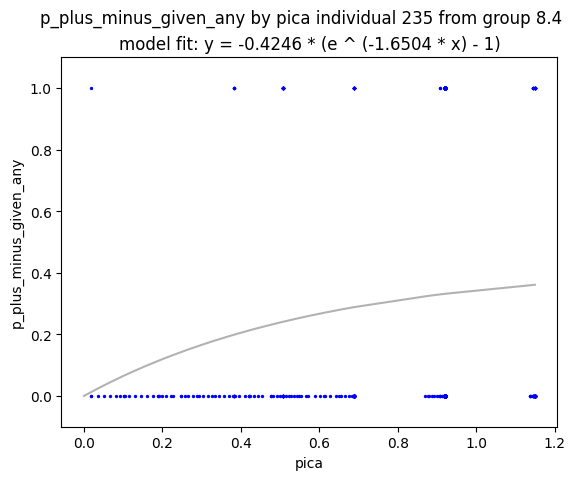 p_plus_minus_given_any by pica individual 235 from group 8.4
model fit: y = -0.4246 * (e ^ (-1.6504 * x) - 1)
1.0
0.8
0.6
0.4
0.2
0.0
p_plus_minus_given_any
0.0 0.2 0.4 0.6 0.8 1.0 1.2
pica